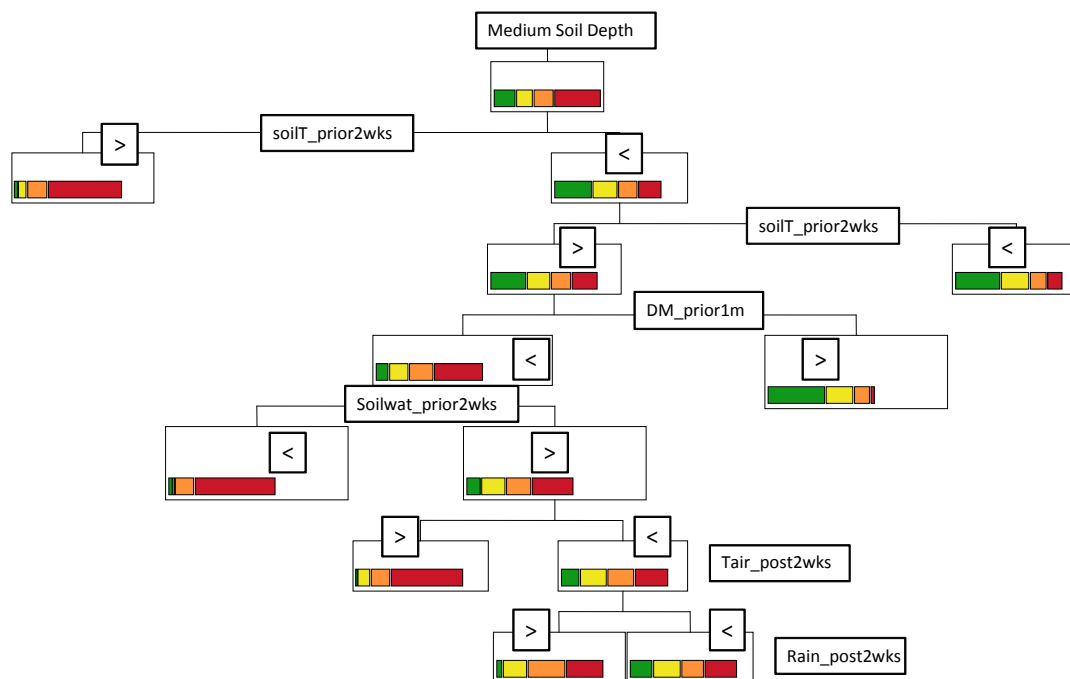 Medium Soil Depth
soilT_prior2wks
>
<
soilT_prior2wks
>
<
DM_prior1m
<
>
Soilwat_prior2wks
<
>
>
<
Tair_post2wks
>
<
Rain_post2wks